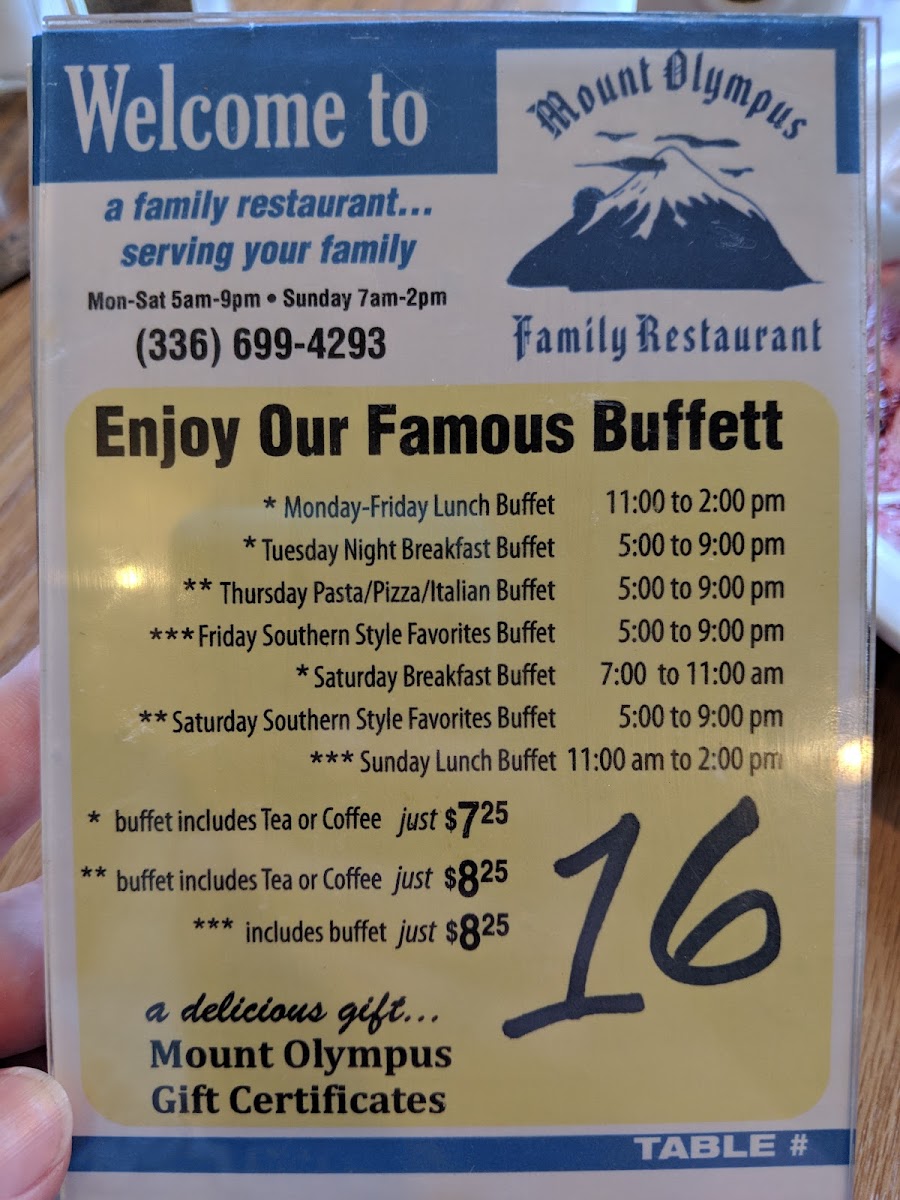 Welcome to
Mount Olympus
a family restaurant...
serving your family
Mon-Sat 5am-9pm • Sunday 7am-2pm
(336) 699-4293
Family Restaurant
Enjoy Our Famous Buffett
* Monday-Friday Lunch Buffet 11:00 to 2:00 pm
* Tuesday Night Breakfast Buffet 5:00 to 9:00 pm
** Thursday Pasta/Pizza/Italian Buffet 5:00 to 9:00 pm
*** Friday Southern Style Favorites Buffet 5:00 to 9:00 pm
* Saturday Breakfast Buffet 7:00 to 11:00 am
** Saturday Southern Style Favorites Buffet 5:00 to 9:00 pm
*** Sunday Lunch Buffet 11:00 am to 2:00 pm
* buffet includes Tea or Coffee just $725
** buffet includes Tea or Coffee just $825
*** includes buffet just $825
16
a delicious gift...
Mount Olympus
Gift Certificates
TABLE #